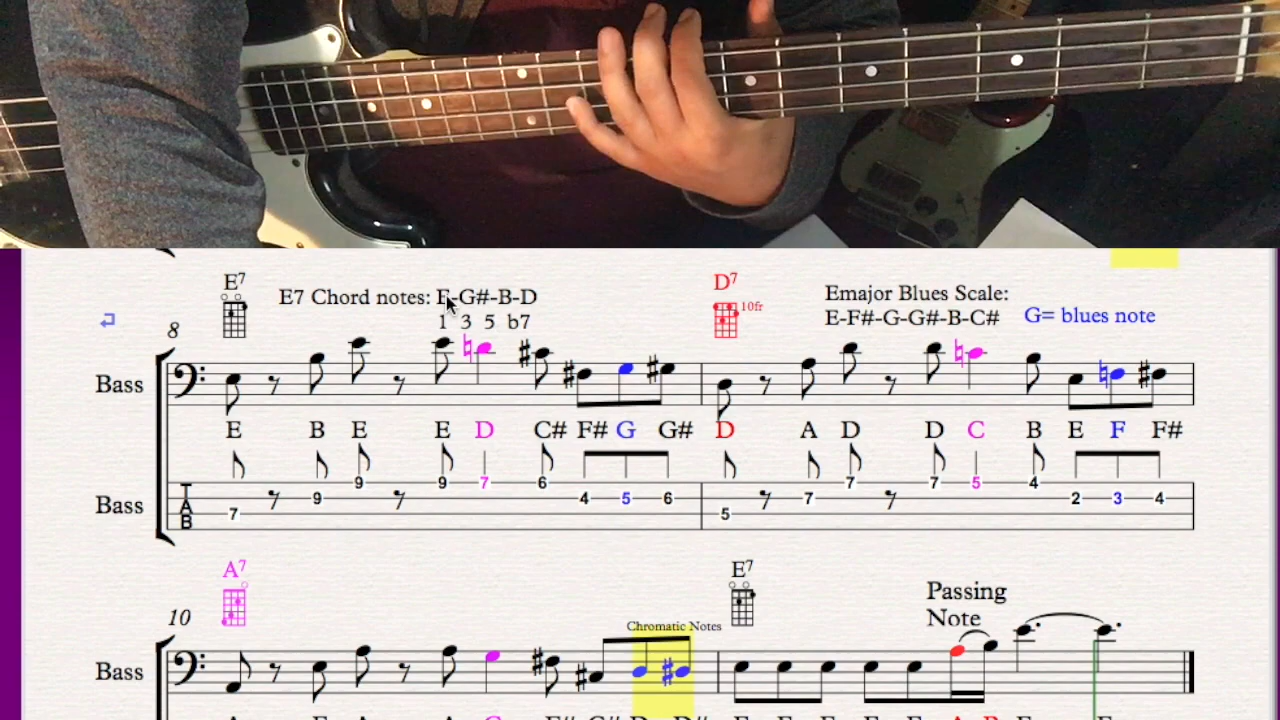 E7 E7 Chord notes: E-G#-B-D D7 10fr Emajor Blues Scale:
1 3 5 b7 E-F#-G-G#-B-C# G= blues note
8
Bass
E B E E D C# F# G G# D A D D C B E F F#
Bass TAB 7 9 9 9 7 6 4 5 6 5 7 7 7 5 4 2 3 4
A7 E7 Passing
10 Chromatic Notes Note
Bass